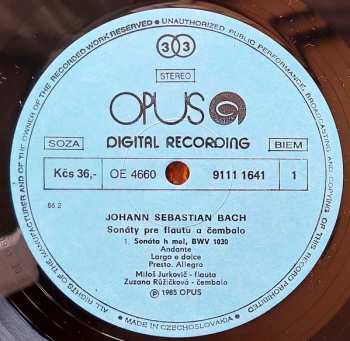 ALL RIGHTS OF THE MANUFACTURER AND OF THE OWNER OF THE RECORDED WORK RESERVED • UNAUTHORIZED PUBLIC PERFORMANCE, BROADCASTING AND COPYING OF THIS RECORD PROHIBITED
33
STEREO
OPUS
SOZA DIGITAL RECORDING BIEM
Kčs 36,- OE 4660 9111 1641 1
86 2
JOHANN SEBASTIAN BACH
Sonáty pre flautu a čembalo
1. Sonáta h mol, BWV 1030
Andante
Largo e dolce
Presto. Allegro
Miloš Jurkovič - flauta
Zuzana Růžičková - čembalo
Ⓟ 1985 OPUS
• MADE IN CZECHOSLOVAKIA •